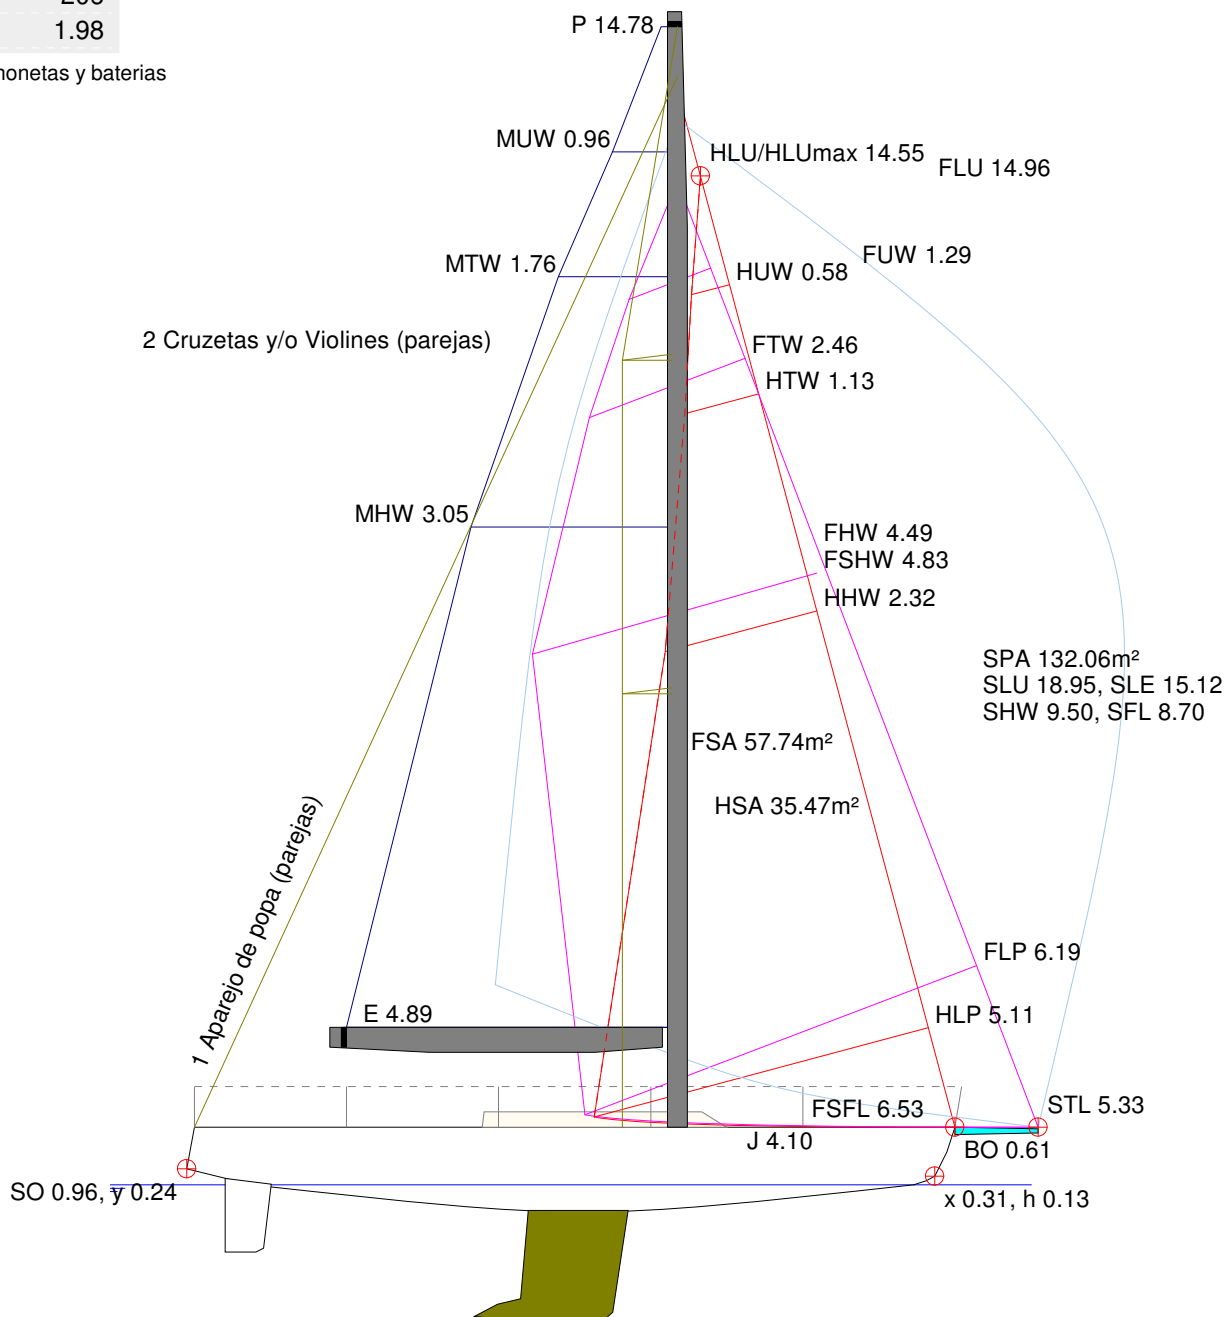 1.98
P 14.78
MUW 0.96
HLU/HLUmax 14.55
FLU 14.96
FUW 1.29
MTW 1.76
HUW 0.58
2 Cruzetas y/o Violines (parejas)
FTW 2.46
HTW 1.13
MHW 3.05
FHW 4.49
FSHW 4.83
HHW 2.32
SPA 132.06m²
SLU 18.95, SLE 15.12
SHW 9.50, SFL 8.70
FSA 57.74m²
HSA 35.47m²
1 Aparejo de popa (parejas)
FLP 6.19
E 4.89
HLP 5.11
FSFL 6.53
STL 5.33
J 4.10
BO 0.61
SO 0.96, y 0.24
x 0.31, h 0.13